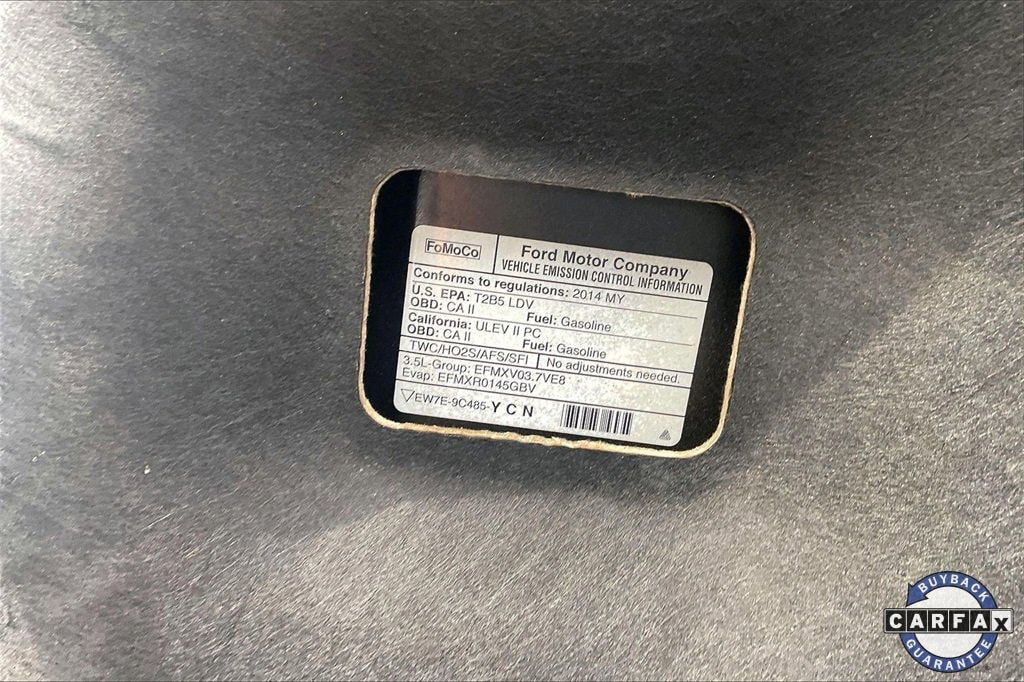 FoMoCo
Ford Motor Company
VEHICLE EMISSION CONTROL INFORMATION
Conforms to regulations: 2014 MY
U.S. EPA: T2B5 LDV
OBD: CA II Fuel: Gasoline
California: ULEV II PC
OBD: CA II Fuel: Gasoline
TWC/HO2S/AFS/SFI No adjustments needed.
3.5L-Group: EFMXV03.7VE8
Evap: EFMXR0145GBV
EW7E-9C485-YCN
BUYBACK
CARFAX
GUARANTEE